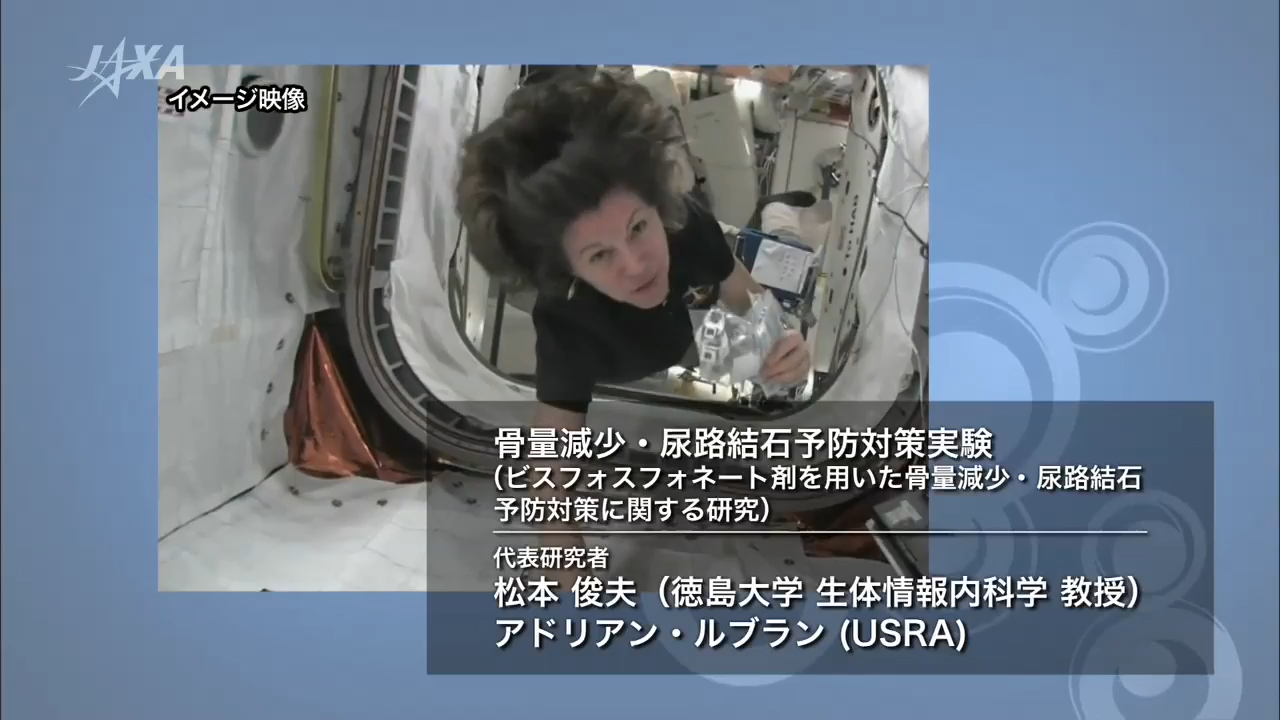 JAXA
イメージ映像
骨量減少・尿路結石予防対策実験
（ビスフォスフォネート剤を用いた骨量減少・尿路結石
予防対策に関する研究）
代表研究者
松本 俊夫（徳島大学 生体情報内科学 教授）
アドリアン・ルブラン (USRA)